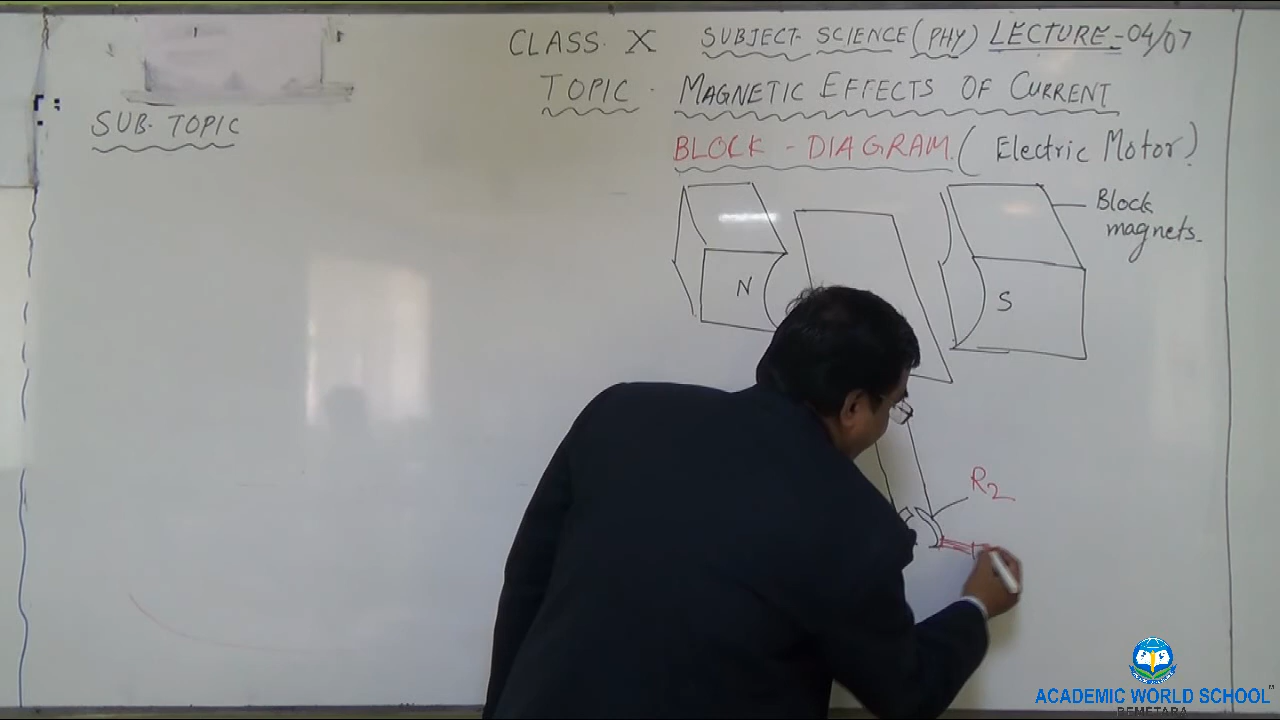 CLASS. X SUBJECT- SCIENCE (PHY) LECTURE - 04/07
TOPIC - MAGNETIC EFFECTS OF CURRENT
SUB. TOPIC
BLOCK - DIAGRAM. ( Electric Motor )
Block
magnets.
N
S
R2
ACADEMIC WORLD SCHOOL"
BEMETARA